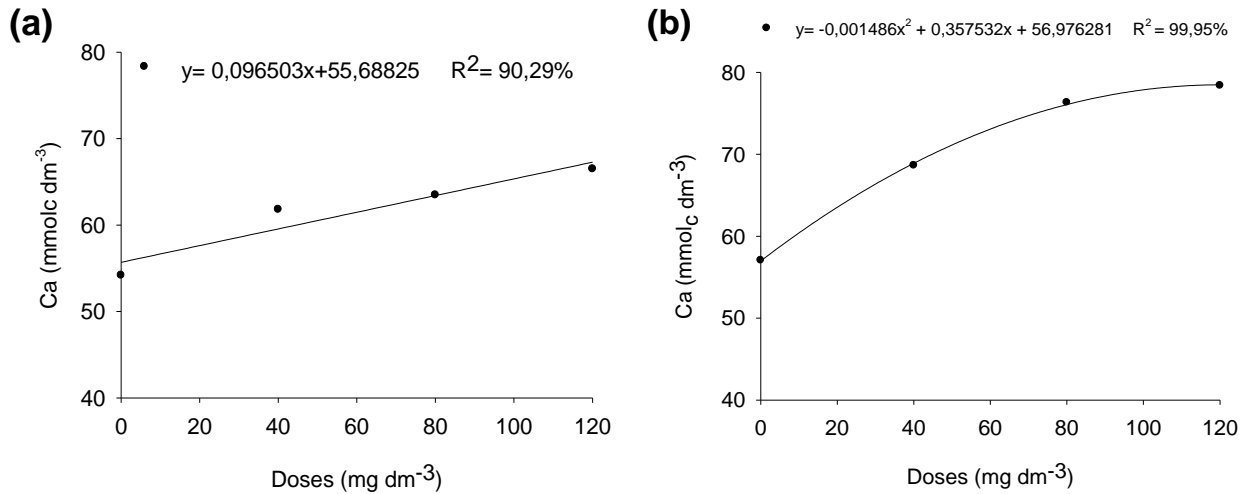 (a)
y= 0,096503x+55,68825 R²= 90,29%
80
70
60
50
40
Ca (mmolc dm⁻³)
0 20 40 60 80 100 120
Doses (mg dm⁻³)
(b)
y= -0,001486x² + 0,357532x + 56,976281 R² = 99,95%
80
70
60
50
40
Ca (mmol꜀ dm⁻³)
0 20 40 60 80 100 120
Doses (mg dm⁻³)